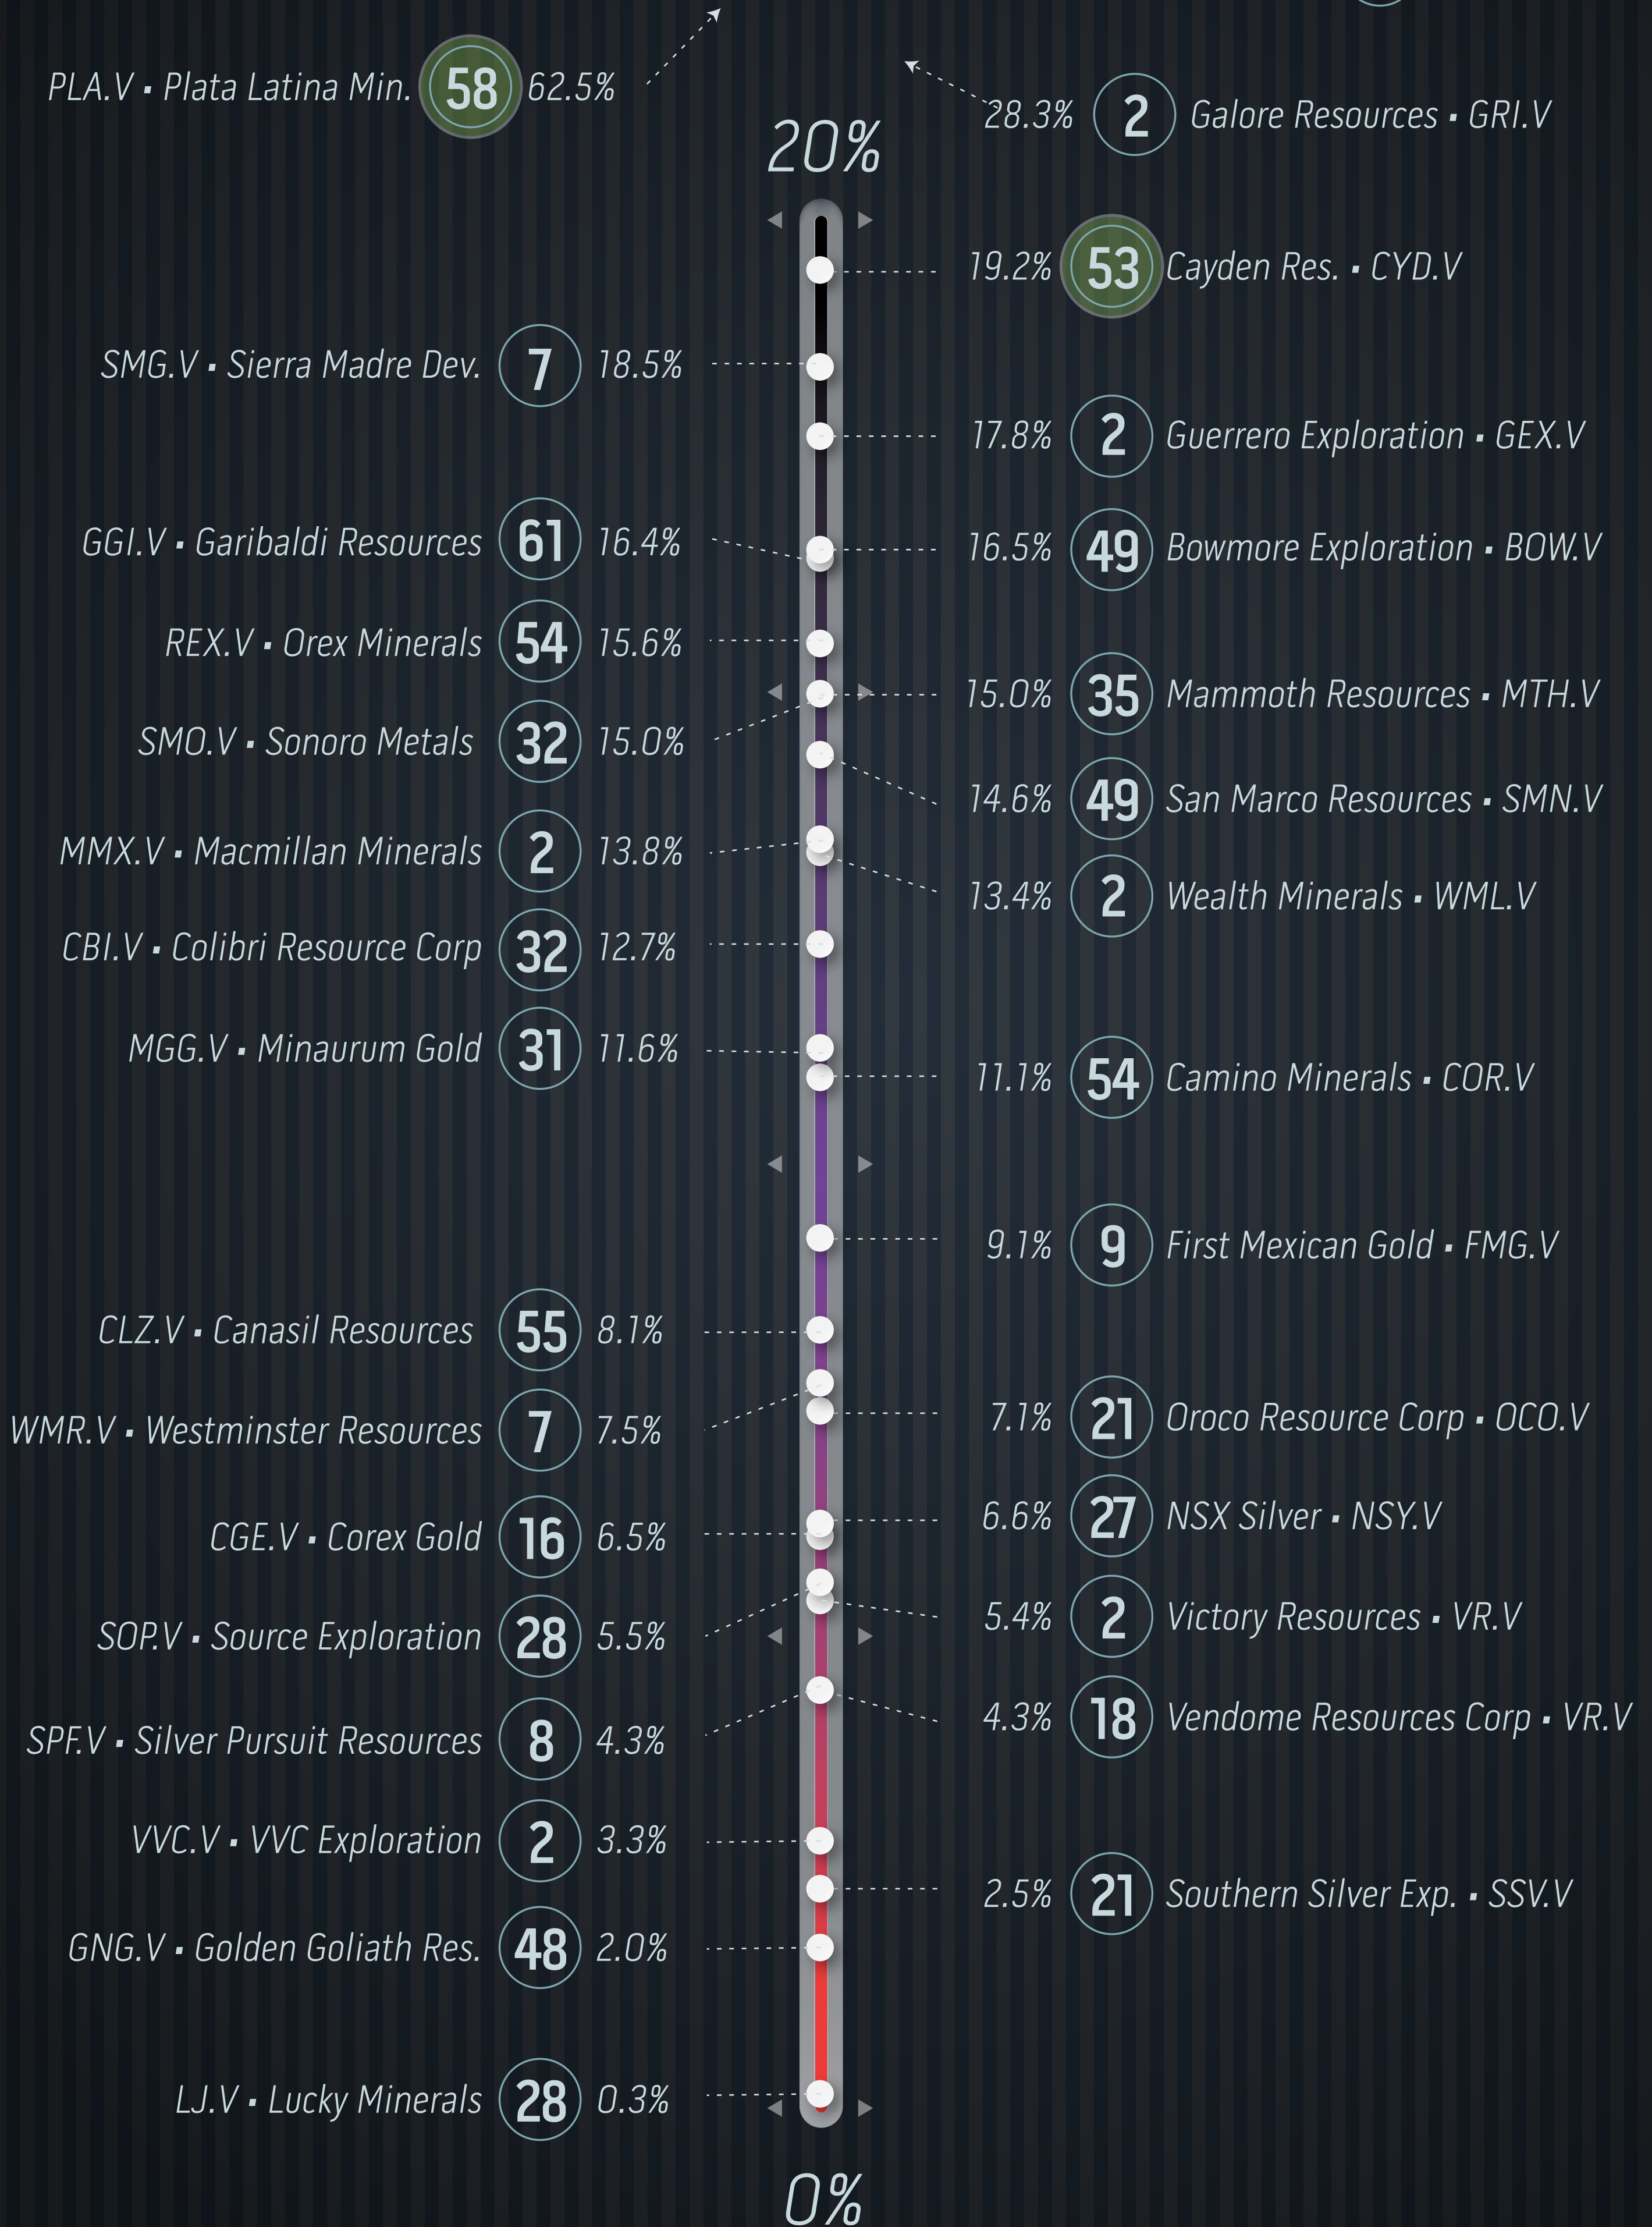 PLA.V ▪ Plata Latina Min. 58 62.5%
28.3% 2 Galore Resources ▪ GRI.V
20%
19.2% 53 Cayden Res. ▪ CYD.V
SMG.V ▪ Sierra Madre Dev. 7 18.5%
17.8% 2 Guerrero Exploration ▪ GEX.V
GGI.V ▪ Garibaldi Resources 61 16.4%
16.5% 49 Bowmore Exploration ▪ BOW.V
REX.V ▪ Orex Minerals 54 15.6%
15.0% 35 Mammoth Resources ▪ MTH.V
SMO.V ▪ Sonoro Metals 32 15.0%
14.6% 49 San Marco Resources ▪ SMN.V
MMX.V ▪ Macmillan Minerals 2 13.8%
13.4% 2 Wealth Minerals ▪ WML.V
CBI.V ▪ Colibri Resource Corp 32 12.7%
MGG.V ▪ Minaurum Gold 31 11.6%
11.1% 54 Camino Minerals ▪ COR.V
9.1% 9 First Mexican Gold ▪ FMG.V
CLZ.V ▪ Canasil Resources 55 8.1%
7.1% 21 Oroco Resource Corp ▪ OCO.V
WMR.V ▪ Westminster Resources 7 7.5%
6.6% 27 NSX Silver ▪ NSY.V
CGE.V ▪ Corex Gold 16 6.5%
5.4% 2 Victory Resources ▪ VR.V
SOP.V ▪ Source Exploration 28 5.5%
4.3% 18 Vendome Resources Corp ▪ VR.V
SPF.V ▪ Silver Pursuit Resources 8 4.3%
VVC.V ▪ VVC Exploration 2 3.3%
2.5% 21 Southern Silver Exp. ▪ SSV.V
GNG.V ▪ Golden Goliath Res. 48 2.0%
LJ.V ▪ Lucky Minerals 28 0.3%
0%